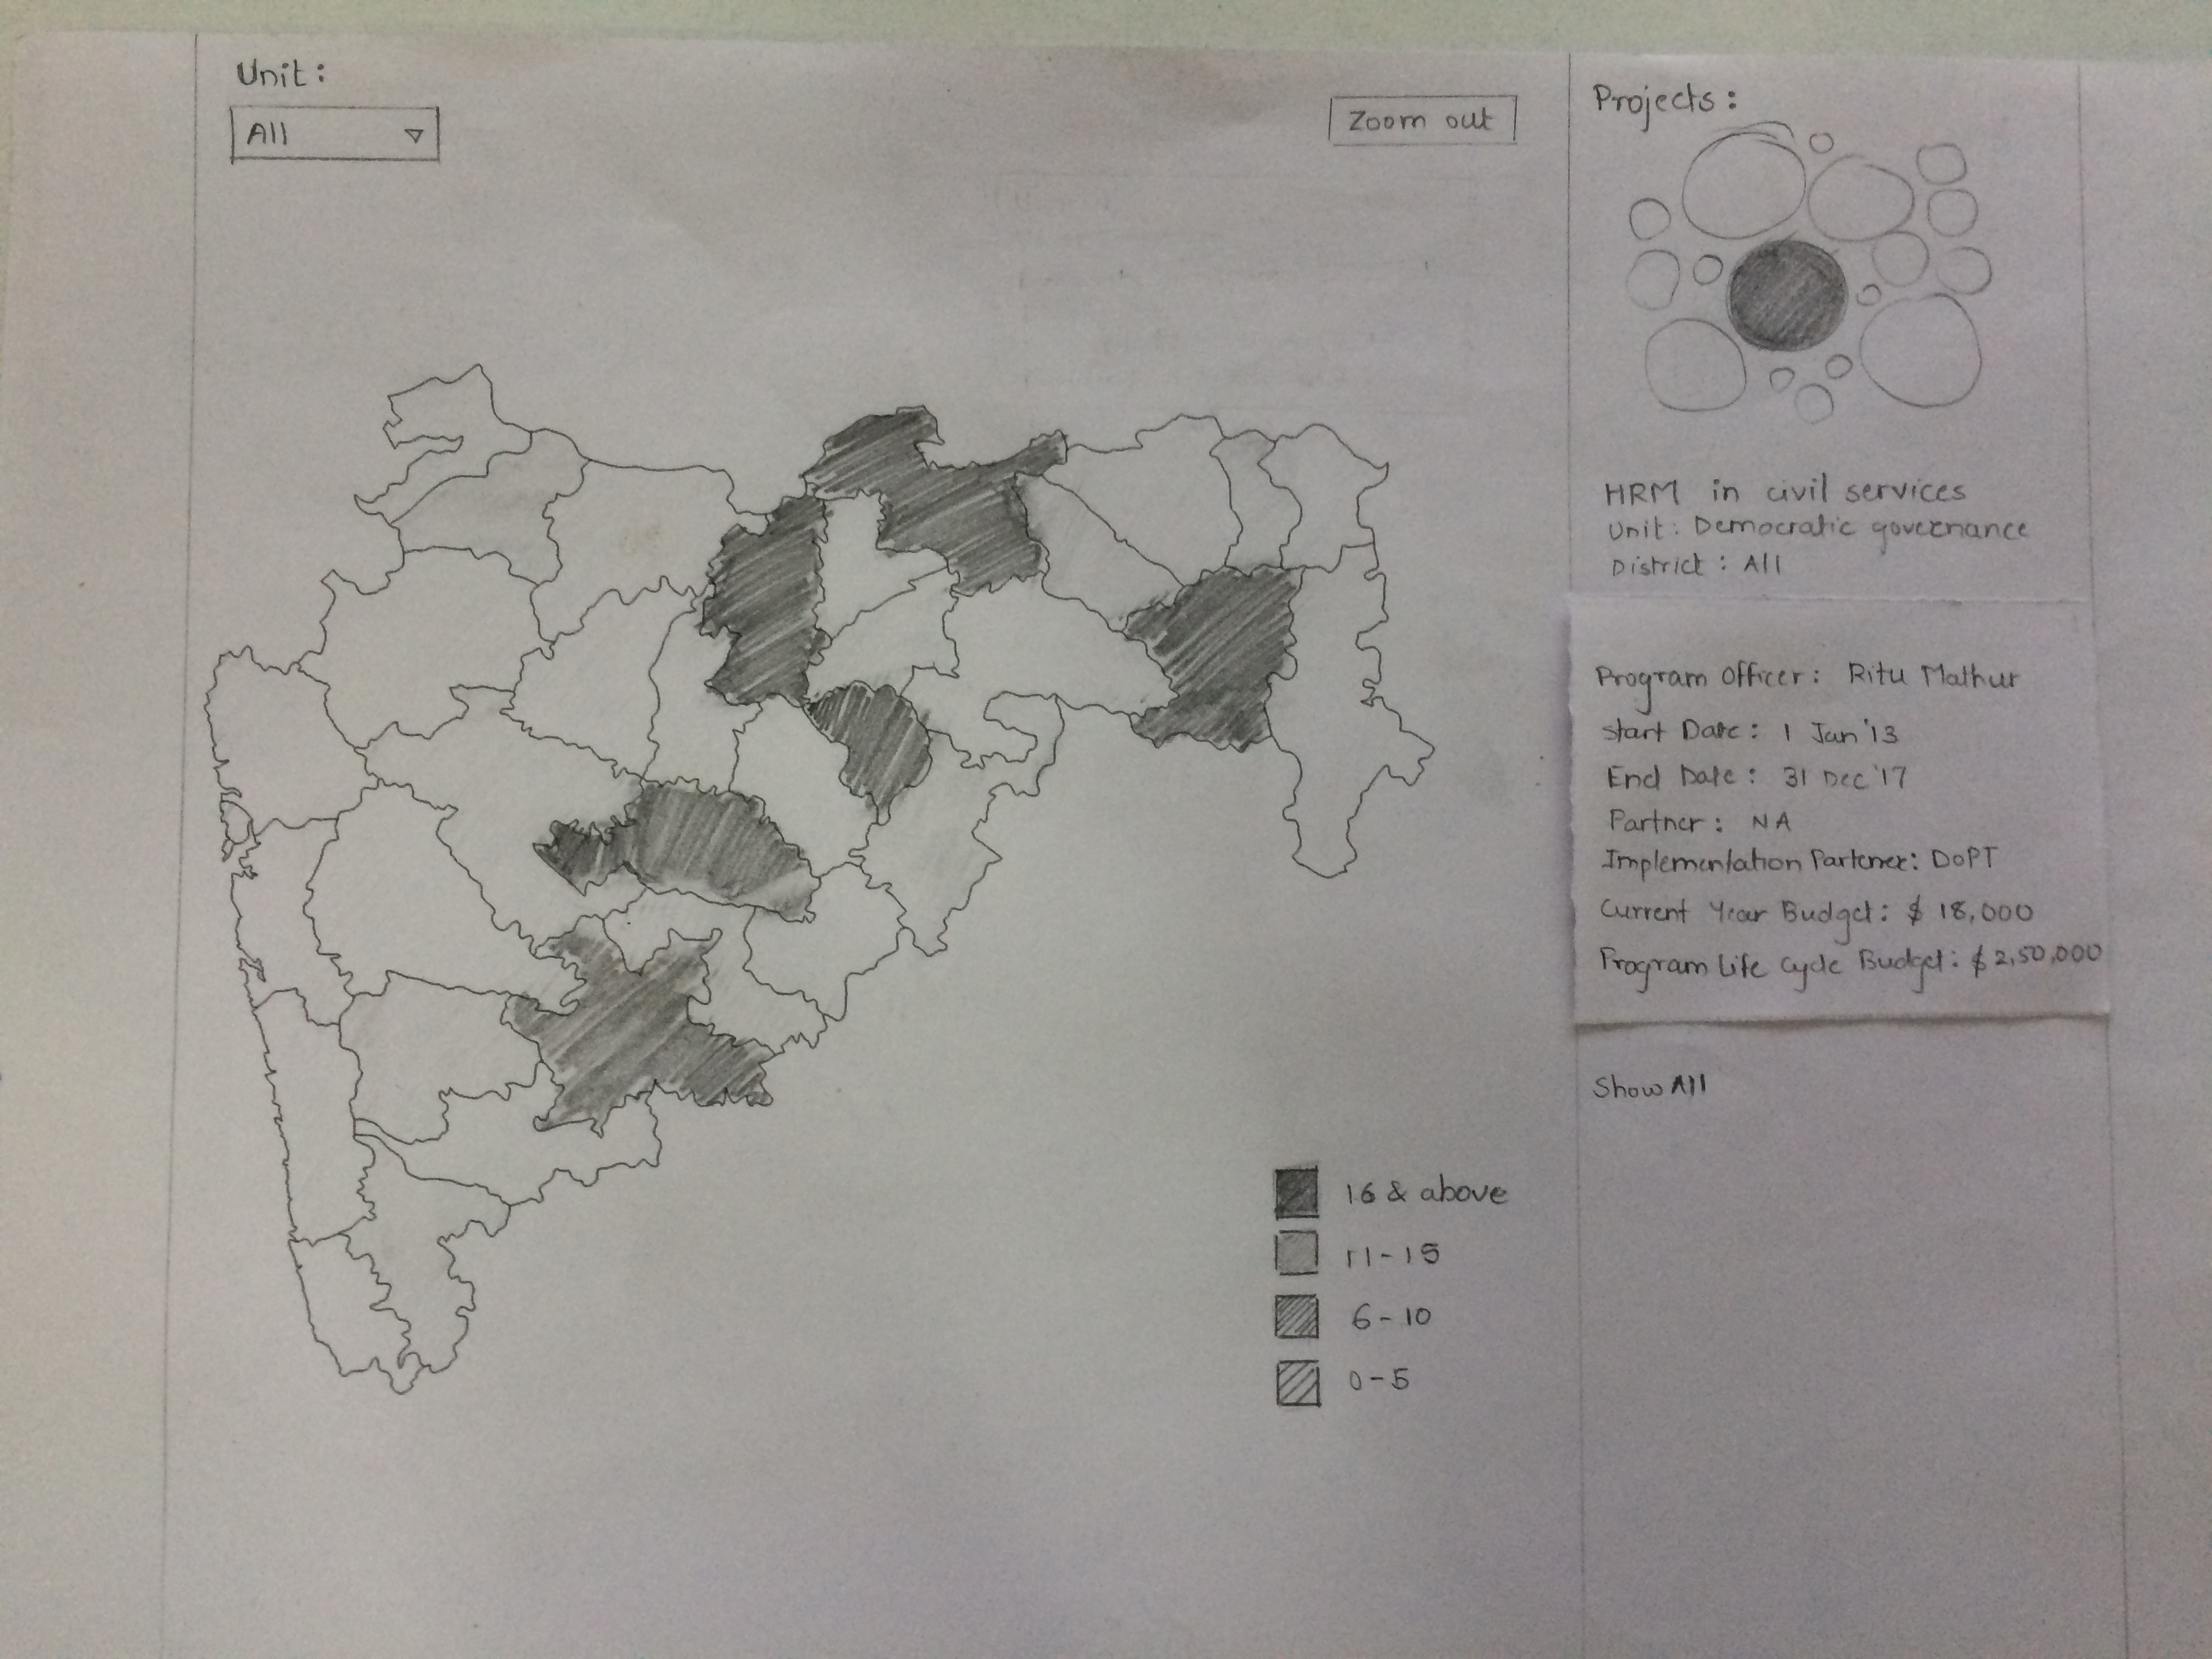 Unit:
All
Zoom out
16 & above
11-15
6-10
0-5
Projects:
HRM in civil services
Unit: Democratic governance
District: All
Program Officer: Ritu Mathur
Start Date: 1 Jan '13
End Date: 31 Dec '17
Partner: NA
Implementation Partener: DoPT
Current Year Budget: $ 18,000
Program Life Cycle Budget: $ 2,50,000
Show All